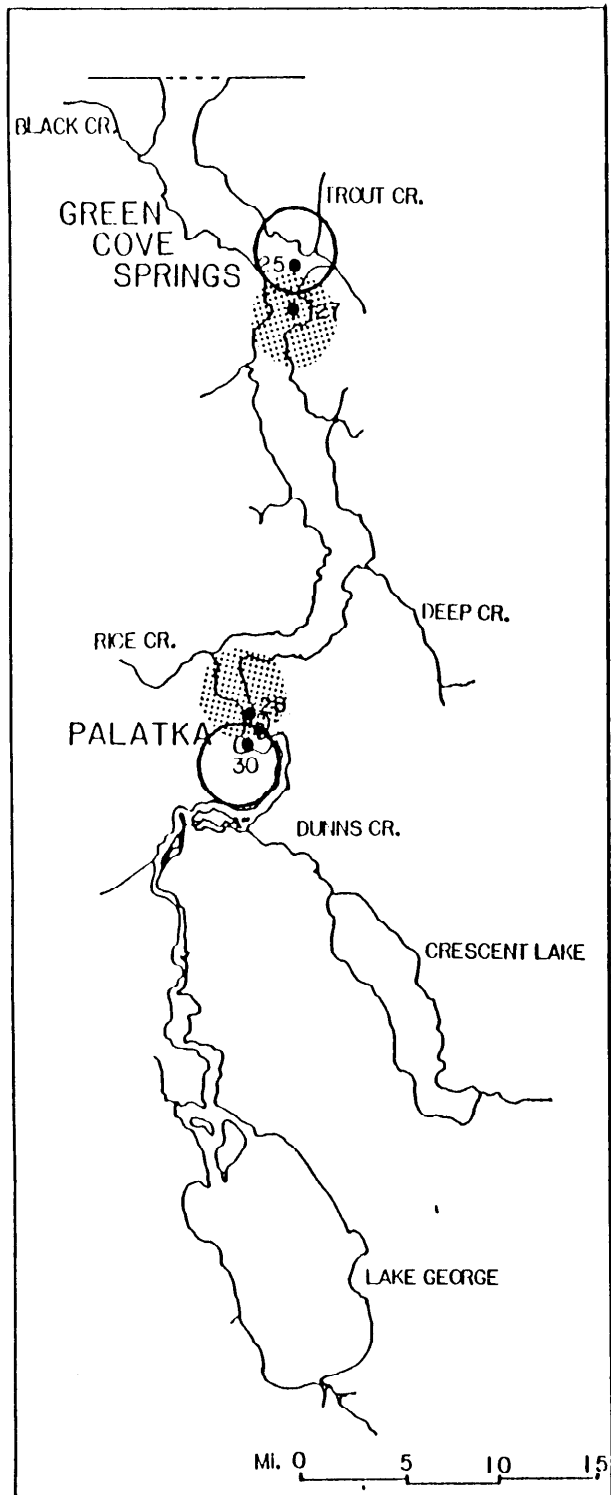 BLACK CR.
TROUT CR.
GREEN
COVE
SPRINGS
25
127
DEEP CR.
RICE CR.
PALATKA
30
DUNNS CR.
CRESCENT LAKE
LAKE GEORGE
MI. 0 5 10 15